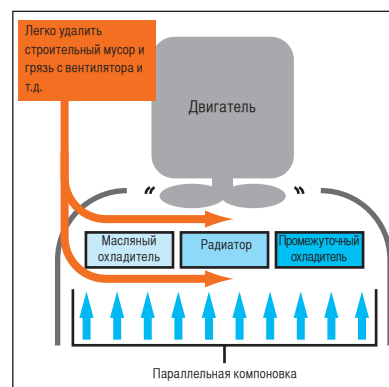 Легко удалить
строительный мусор и
грязь с вентилятора и
т.д.
Двигатель
Масляный
охладитель
Радиатор
Промежуточный
охладитель
Параллельная компоновка